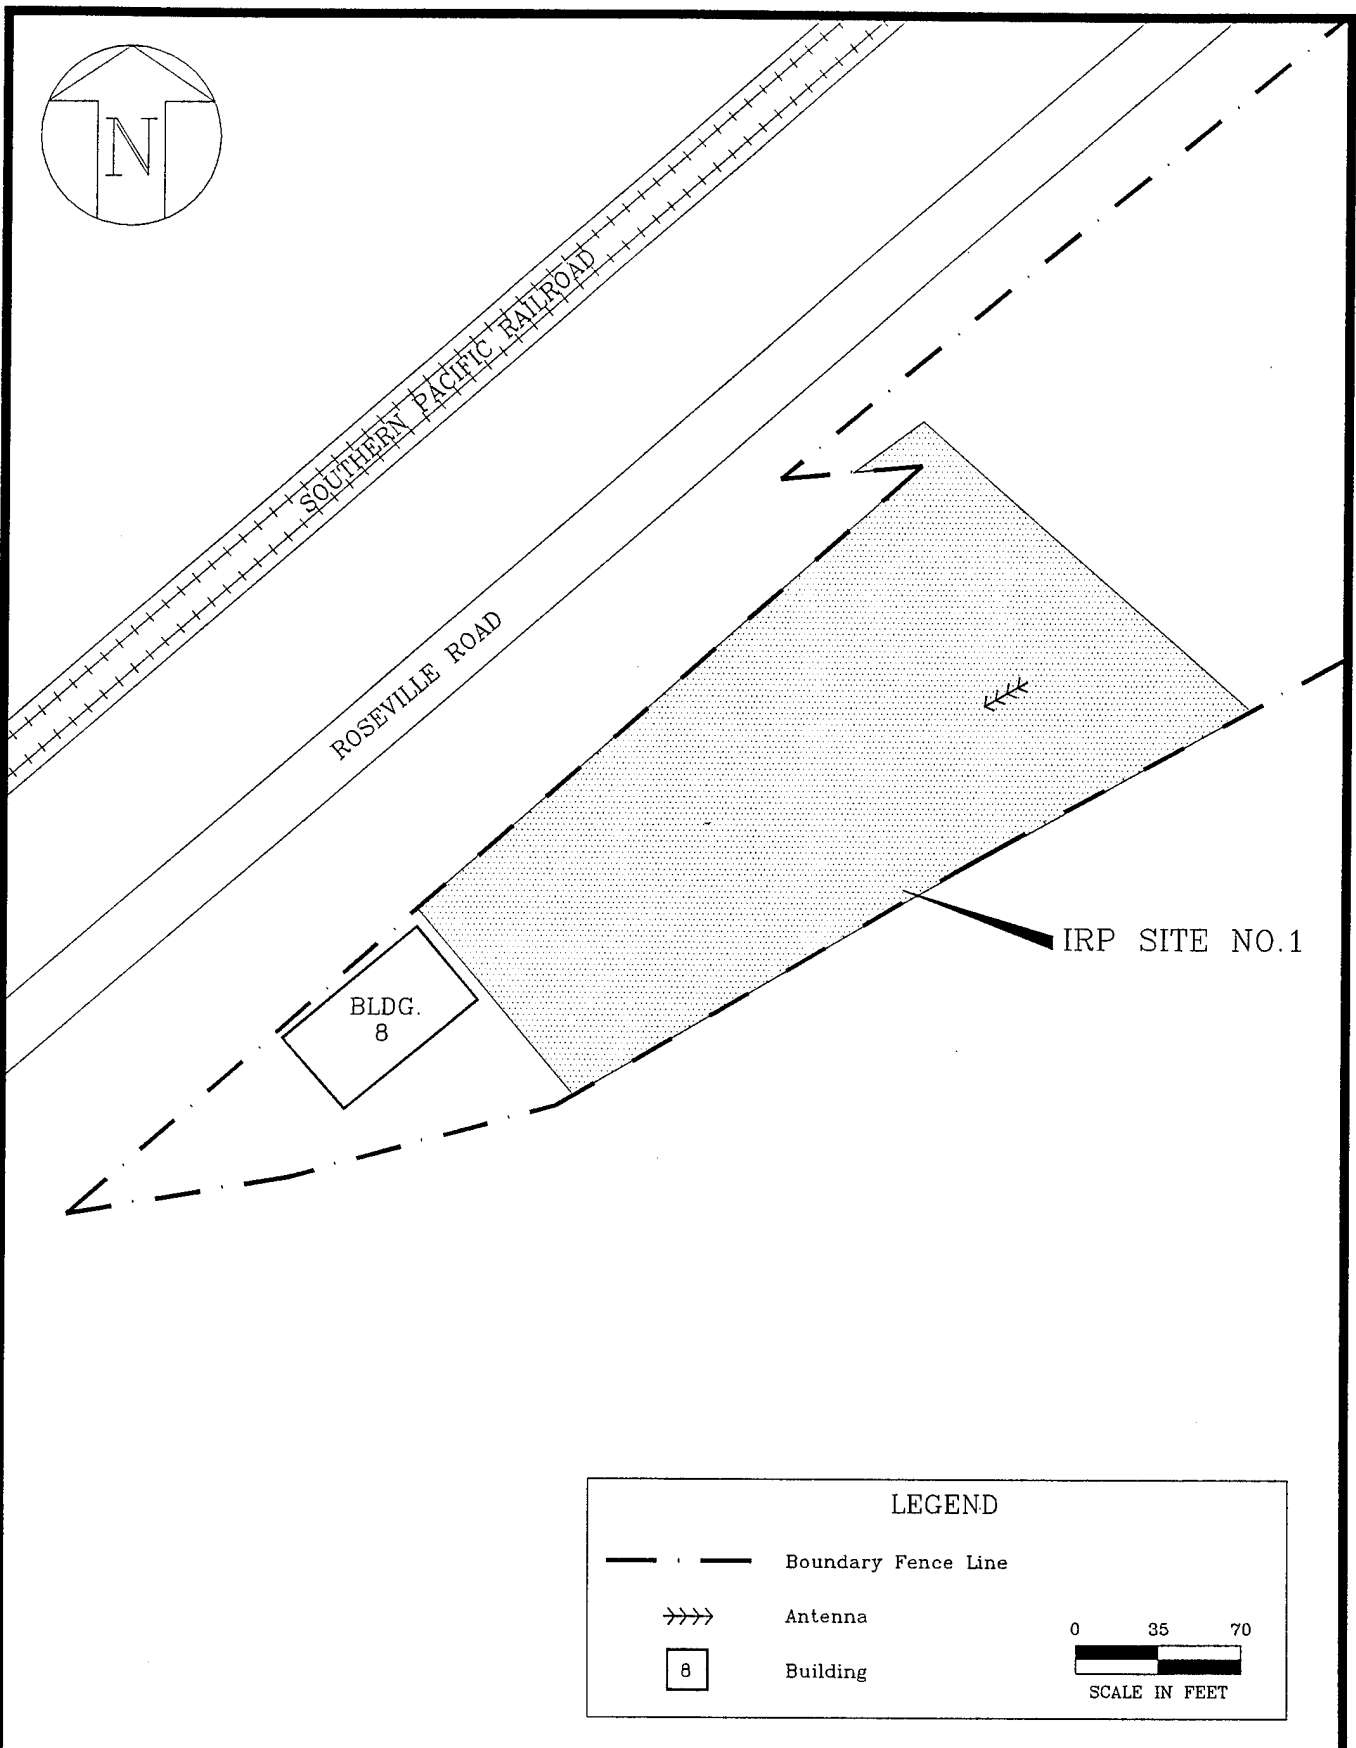 N
SOUTHERN PACIFIC RAILROAD
ROSEVILLE ROAD
IRP SITE NO.1
BLDG.
8
LEGEND
Boundary Fence Line
Antenna
0 35 70
8 Building
SCALE IN FEET